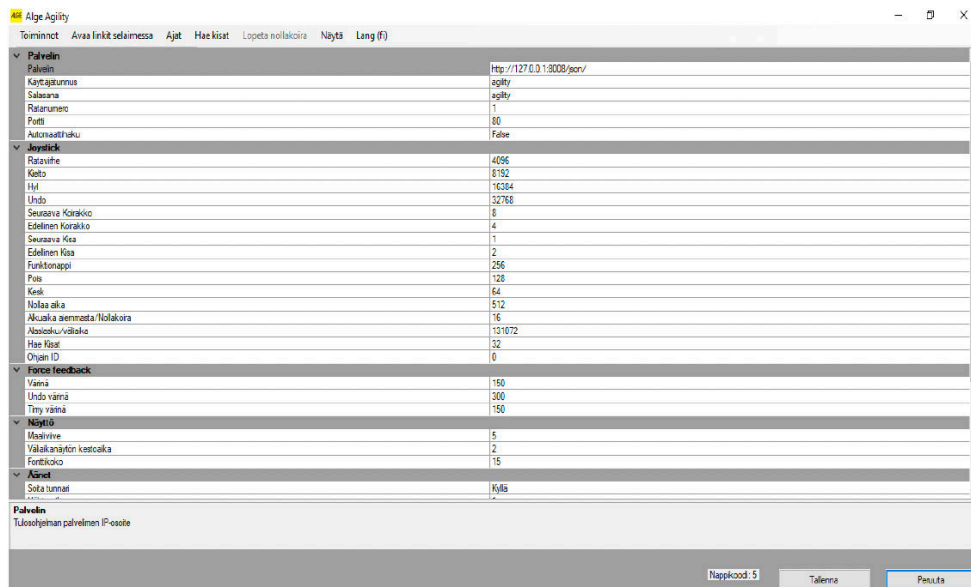 AGE Alge Agility
Toiminnot Avaa linkit selaimessa Ajat Hae kisat Lopeta nollakoira Näytä Lang (fi)
Palvelin
Palvelin http://127.0.0.1:8008/json/
Käyttäjätunnus agility
Salasana agility
Ratanumero 1
Portti 80
Automaattihaku False
Joystick
Ratavirhe 4096
Kielto 8192
Hyl 16384
Undo 32768
Seuraava Koirakko 8
Edellinen Koirakko 4
Seuraava Kisa 1
Edellinen Kisa 2
Funktionappi 256
Pois 128
Kesk 64
Nollaa aika 512
Alkuaika aiemmasta/Nollakoira 16
Alaslasku/väliaika 131072
Hae Kisat 32
Ohjain ID 0
Force feedback
Värinä 150
Undo värinä 300
Timy värinä 150
Näyttö
Maaliviive 5
Väliaikanäytön kestoaika 2
Fonttikoko 15
Äänet
Soita tunnari Kyllä
Palvelin
Tulosohjelman palvelimen IP-osoite
Nappikoodi: 5 Tallenna Peruuta